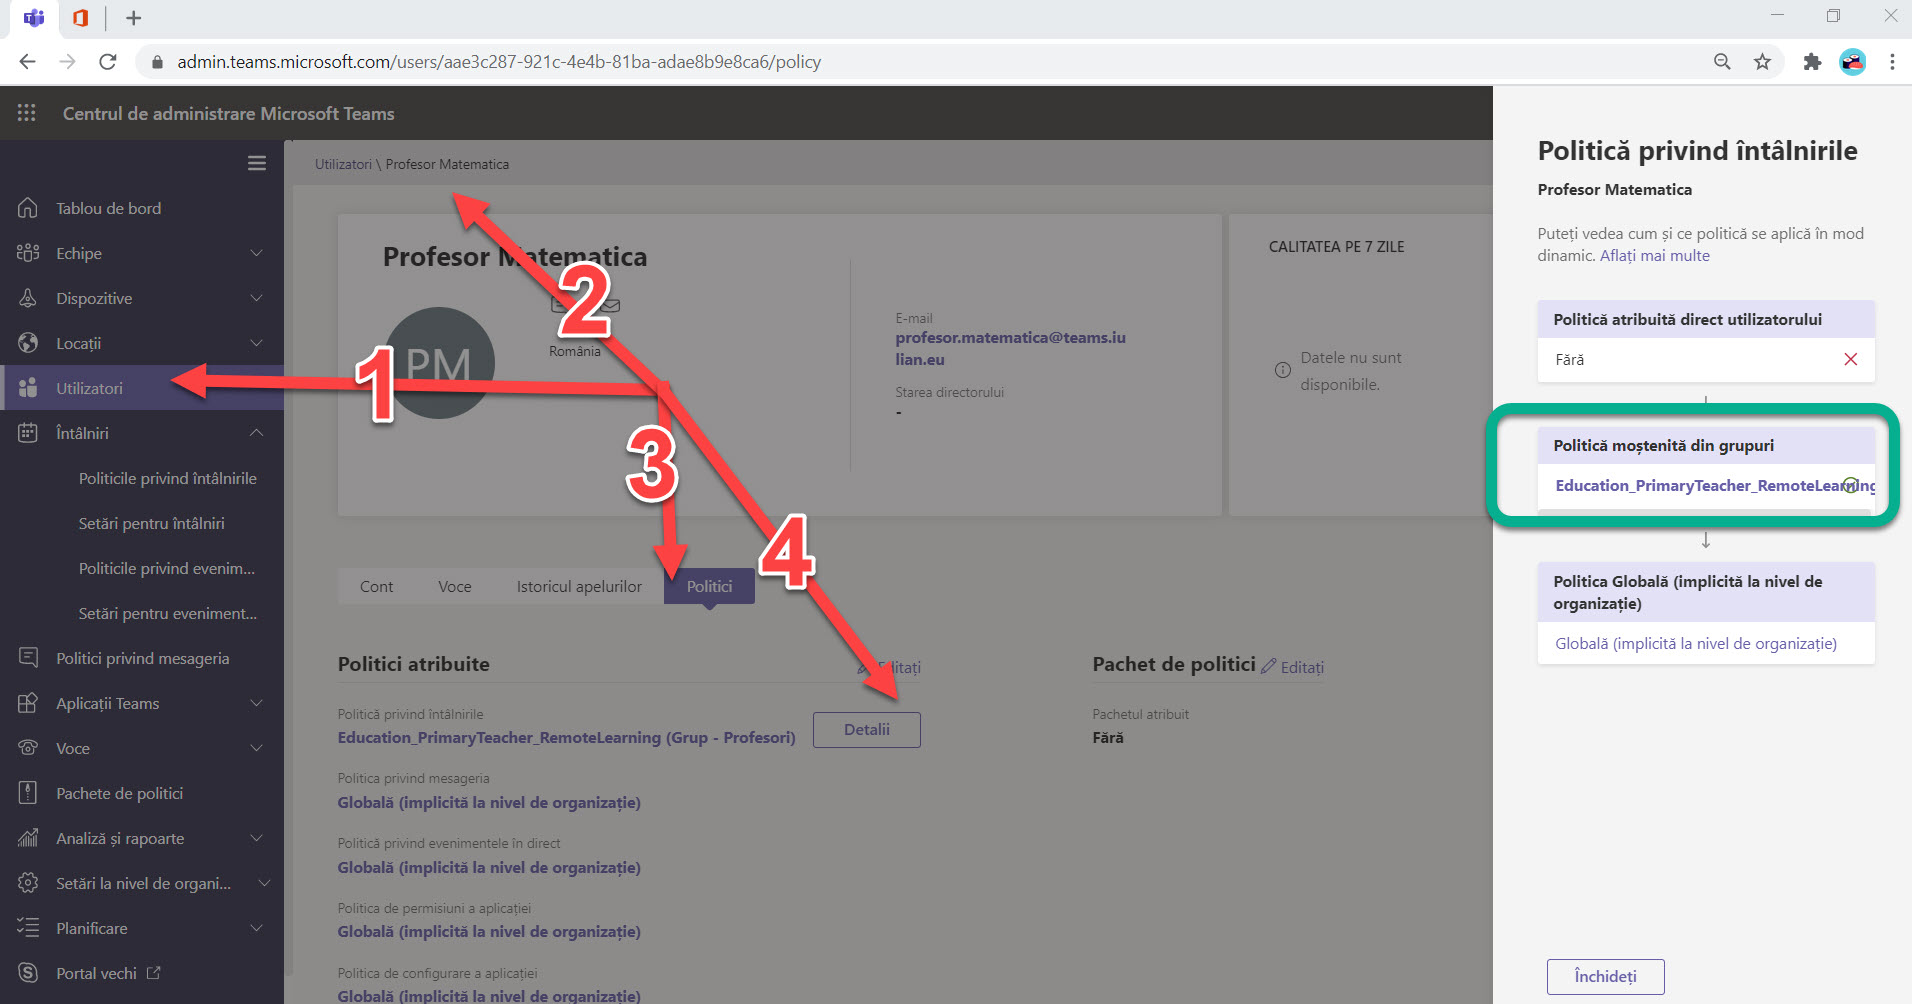 admin.teams.microsoft.com/users/aae3c287-921c-4e4b-81ba-adae8b9e8ca6/policy
Centrul de administrare Microsoft Teams
Tablou de bord
Echipe
Dispozitive
Locații
Utilizatori
Întâlniri
Politicile privind întâlnirile
Setări pentru întâlniri
Politicile privind evenim...
Setări pentru eveniment...
Politici privind mesageria
Aplicații Teams
Voce
Pachete de politici
Analiză și rapoarte
Setări la nivel de organi...
Planificare
Portal vechi
Utilizatori \ Profesor Matematica
Profesor Matematica
PM
România
E-mail
profesor.matematica@teams.iu
lian.eu
Starea directorului
-
CALITATEA PE 7 ZILE
Datele nu sunt
disponibile.
1
2
3
4
Cont
Voce
Istoricul apelurilor
Politici
Politici atribuite
Editați
Politică privind întâlnirile
Education_PrimaryTeacher_RemoteLearning (Grup - Profesori)
Detalii
Politica privind mesageria
Globală (implicită la nivel de organizație)
Politică privind evenimentele în direct
Globală (implicită la nivel de organizație)
Politica de permisiuni a aplicației
Globală (implicită la nivel de organizație)
Politica de configurare a aplicației
Globală (implicită la nivel de organizație)
Pachet de politici
Editați
Pachetul atribuit
Fără
Politică privind întâlnirile
Profesor Matematica
Puteți vedea cum și ce politică se aplică în mod
dinamic. Aflați mai multe
Politică atribuită direct utilizatorului
Fără
Politică moștenită din grupuri
Education_PrimaryTeacher_RemoteLearning
Politica Globală (implicită la nivel de
organizație)
Globală (implicită la nivel de organizație)
Închideți